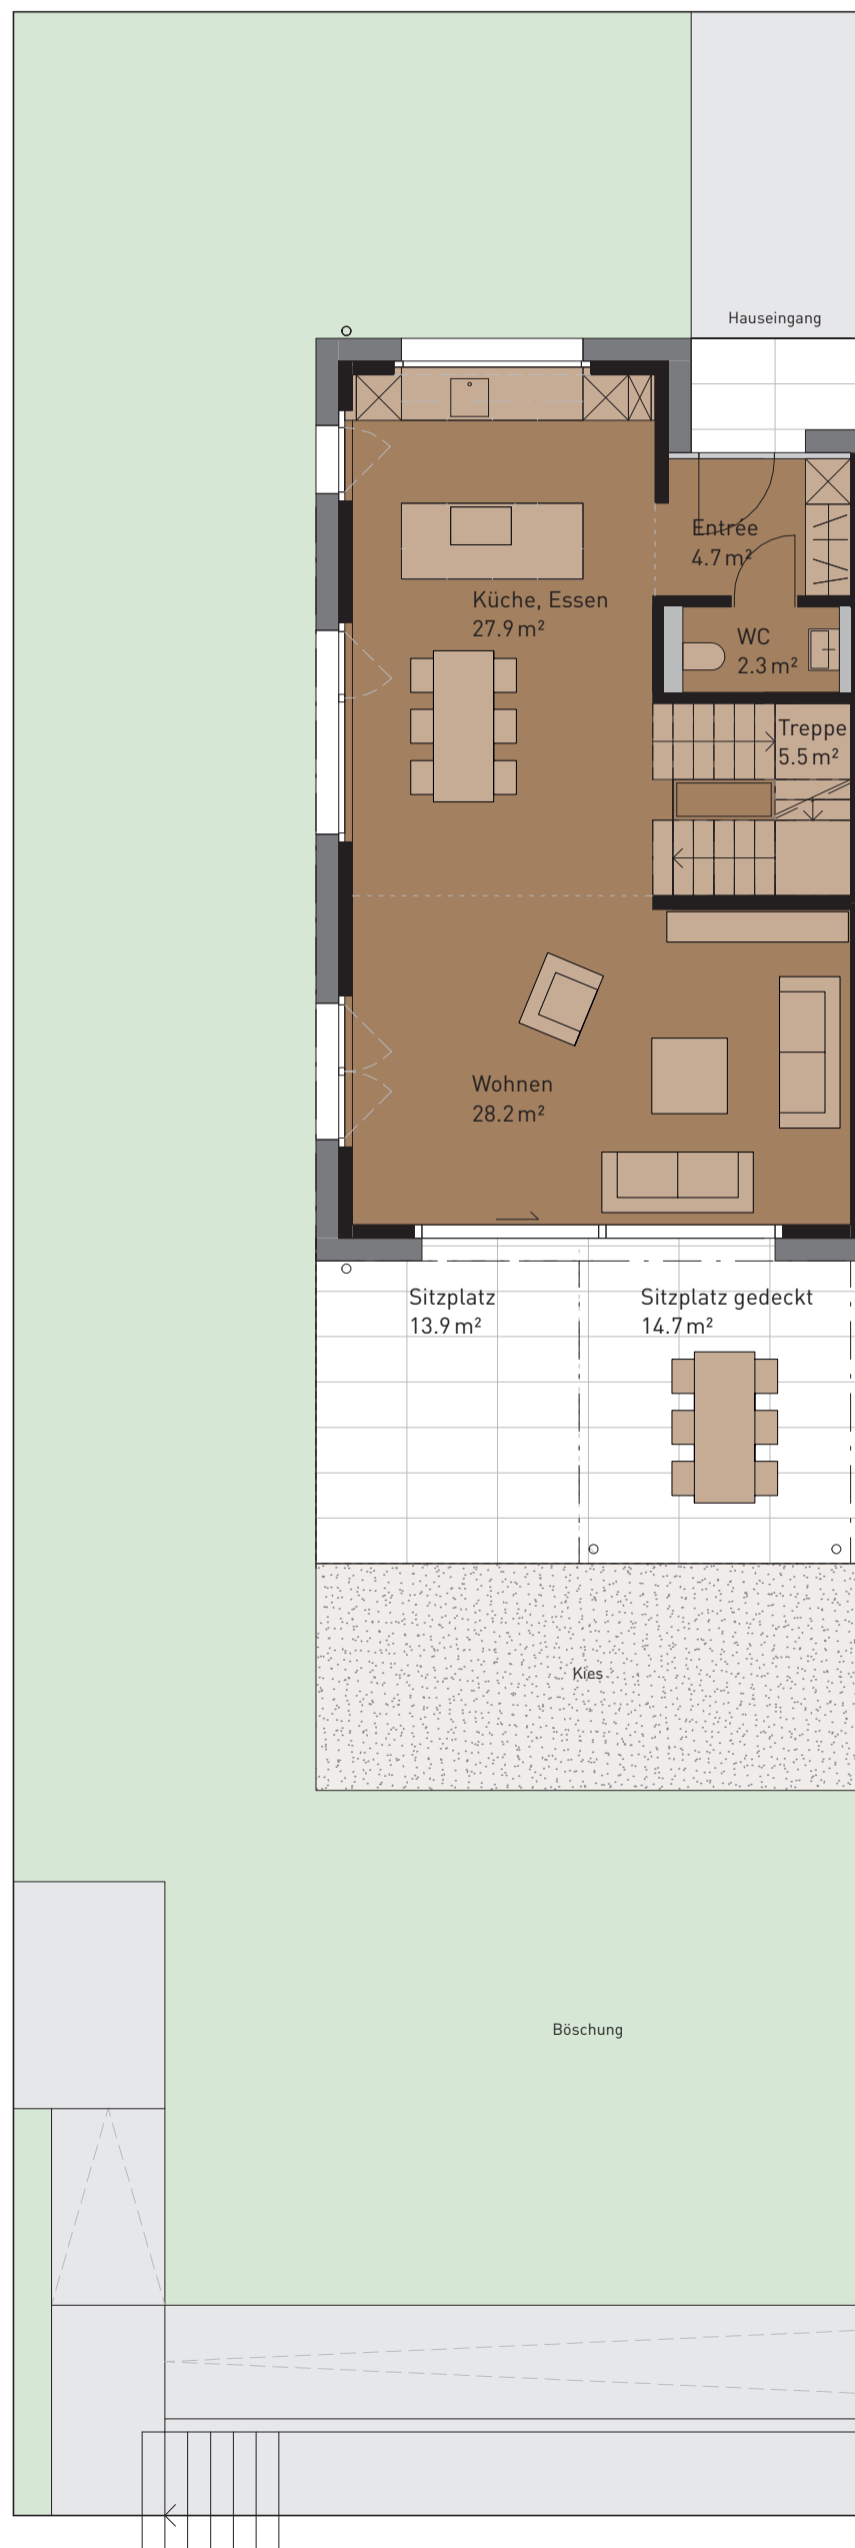 Hauseingang
Entrée
4.7 m²
Küche, Essen
27.9 m²
WC
2.3 m²
Treppe
5.5 m²
Wohnen
28.2 m²
Sitzplatz
13.9 m²
Sitzplatz gedeckt
14.7 m²
Kies
Böschung